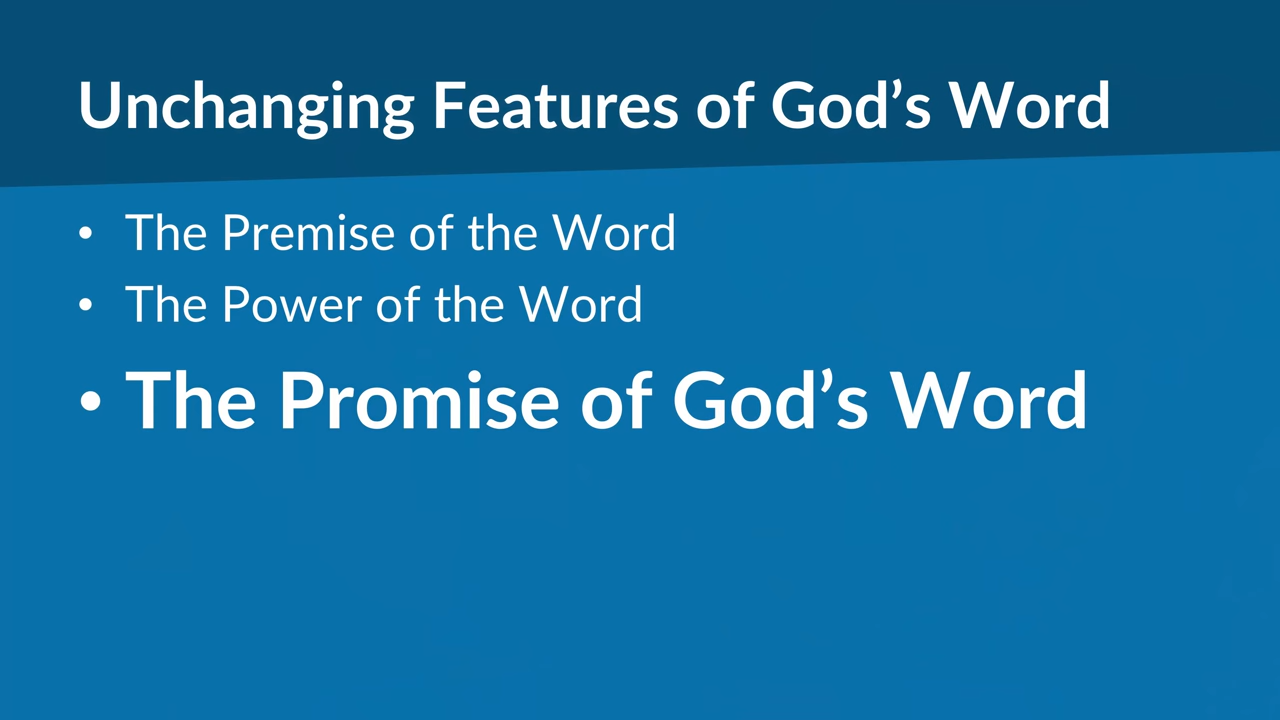 Unchanging Features of God’s Word
• The Premise of the Word
• The Power of the Word
• The Promise of God’s Word